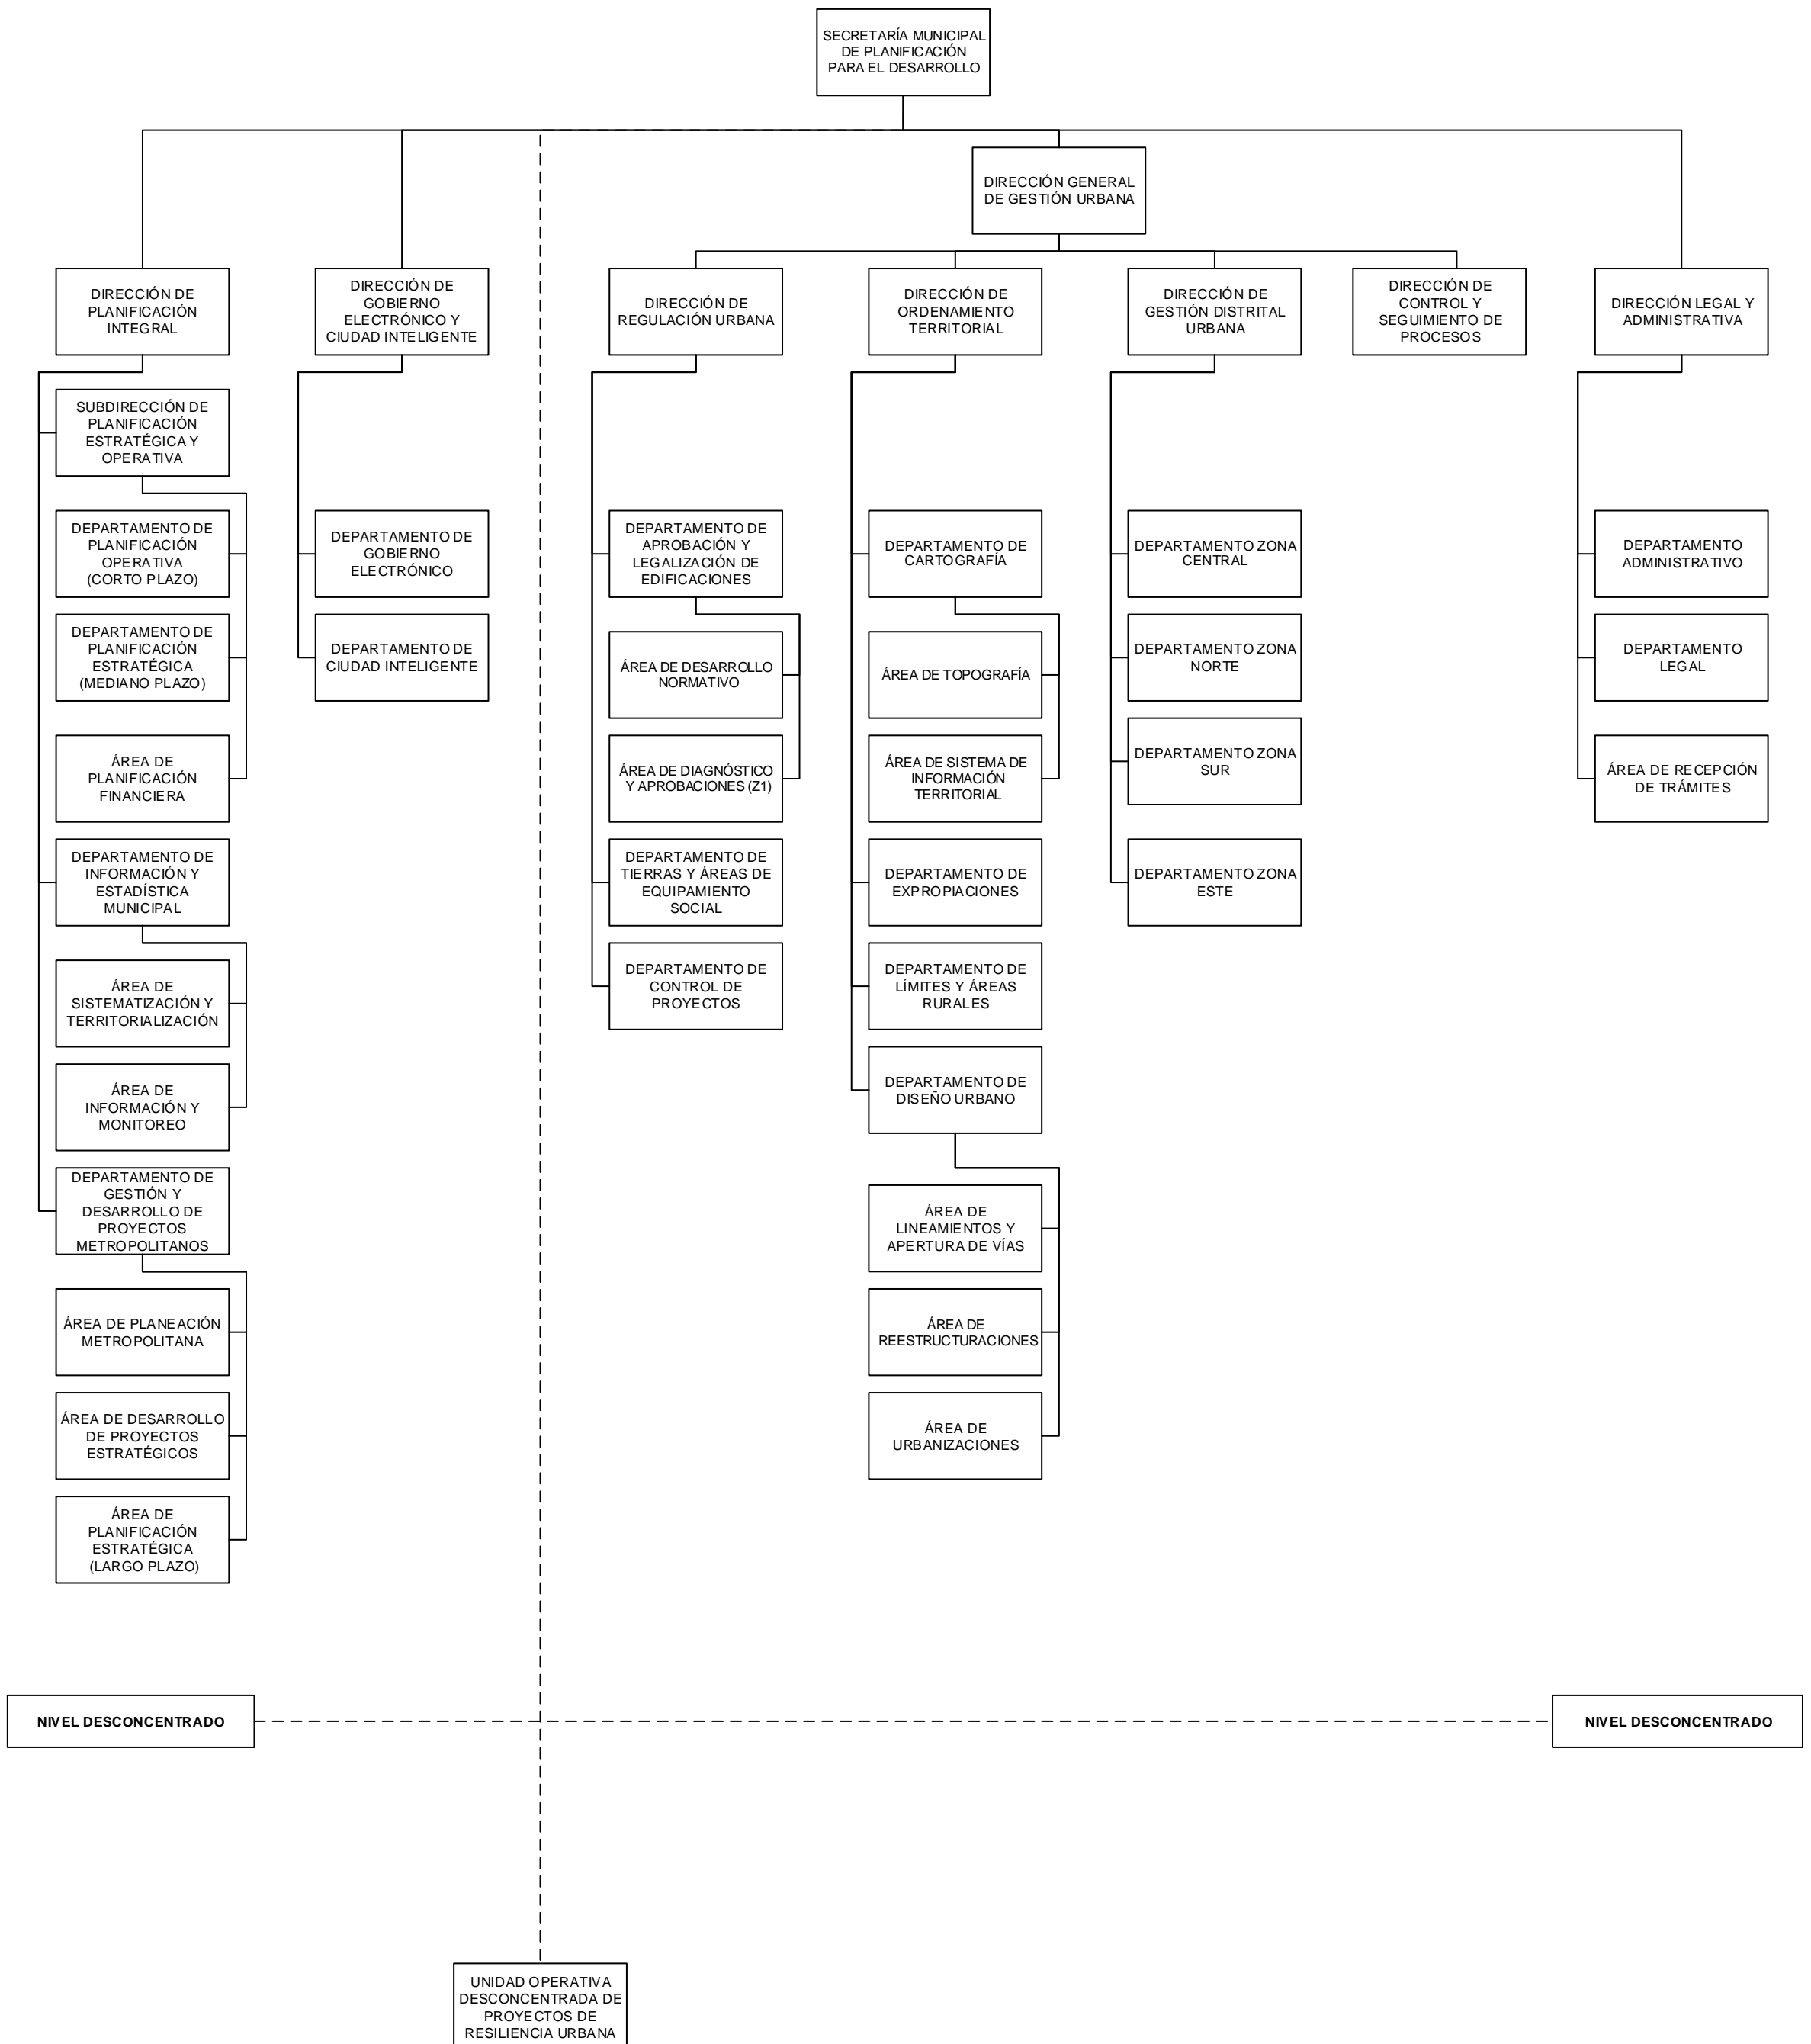 SECRETARÍA MUNICIPAL
DE PLANIFICACIÓN
PARA EL DESARROLLO
DIRECCIÓN GENERAL
DE GESTIÓN URBANA
DIRECCIÓN DE
PLANIFICACIÓN
INTEGRAL
DIRECCIÓN DE
GOBIERNO
ELECTRÓNICO Y
CIUDAD INTELIGENTE
DIRECCIÓN DE
REGULACIÓN URBANA
DIRECCIÓN DE
ORDENAMIENTO
TERRITORIAL
DIRECCIÓN DE
GESTIÓN DISTRITAL
URBANA
DIRECCIÓN DE
CONTROL Y
SEGUIMIENTO DE
PROCESOS
DIRECCIÓN LEGAL Y
ADMINISTRATIVA
SUBDIRECCIÓN DE
PLANIFICACIÓN
ESTRATÉGICA Y
OPERATIVA
DEPARTAMENTO DE
PLANIFICACIÓN
OPERATIVA
(CORTO PLAZO)
DEPARTAMENTO DE
PLANIFICACIÓN
ESTRATÉGICA
(MEDIANO PLAZO)
ÁREA DE
PLANIFICACIÓN
FINANCIERA
DEPARTAMENTO DE
INFORMACIÓN Y
ESTADÍSTICA
MUNICIPAL
ÁREA DE
SISTEMATIZACIÓN Y
TERRITORIALIZACIÓN
ÁREA DE
INFORMACIÓN Y
MONITOREO
DEPARTAMENTO DE
GESTIÓN Y
DESARROLLO DE
PROYECTOS
METROPOLITANOS
ÁREA DE PLANEACIÓN
METROPOLITANA
ÁREA DE DESARROLLO
DE PROYECTOS
ESTRATÉGICOS
ÁREA DE
PLANIFICACIÓN
ESTRATÉGICA
(LARGO PLAZO)
DEPARTAMENTO DE
GOBIERNO
ELECTRÓNICO
DEPARTAMENTO DE
CIUDAD INTELIGENTE
DEPARTAMENTO DE
APROBACIÓN Y
LEGALIZACIÓN DE
EDIFICACIONES
ÁREA DE DESARROLLO
NORMATIVO
ÁREA DE DIAGNÓSTICO
Y APROBACIONES (Z1)
DEPARTAMENTO DE
TIERRAS Y ÁREAS DE
EQUIPAMIENTO
SOCIAL
DEPARTAMENTO DE
CONTROL DE
PROYECTOS
DEPARTAMENTO DE
CARTOGRAFÍA
ÁREA DE TOPOGRAFÍA
ÁREA DE SISTEMA DE
INFORMACIÓN
TERRITORIAL
DEPARTAMENTO DE
EXPROPIACIONES
DEPARTAMENTO DE
LÍMITES Y ÁREAS
RURALES
DEPARTAMENTO DE
DISEÑO URBANO
ÁREA DE
LINEAMIENTOS Y
APERTURA DE VÍAS
ÁREA DE
REESTRUCTURACIONES
ÁREA DE
URBANIZACIONES
DEPARTAMENTO ZONA
CENTRAL
DEPARTAMENTO ZONA
NORTE
DEPARTAMENTO ZONA
SUR
DEPARTAMENTO ZONA
ESTE
DEPARTAMENTO
ADMINISTRATIVO
DEPARTAMENTO
LEGAL
ÁREA DE RECEPCIÓN
DE TRÁMITES
NIVEL DESCONCENTRADO
NIVEL DESCONCENTRADO
UNIDAD OPERATIVA
DESCONCENTRADA DE
PROYECTOS DE
RESILIENCIA URBANA